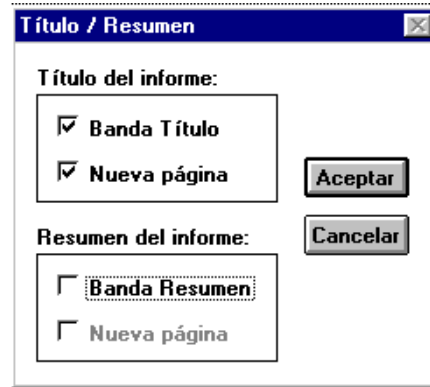 Título / Resumen
Título del informe:
Banda Título
Nueva página
Aceptar
Resumen del informe:
Cancelar
Banda Resumen
Nueva página